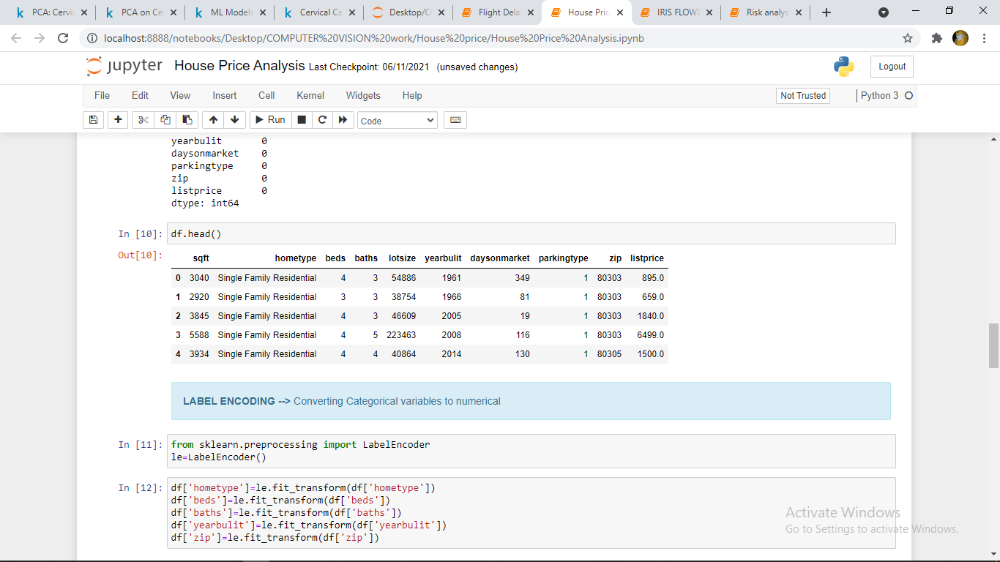 PCA: Cervi
PCA on Ce
ML Models
Cervical Ca
Desktop/C
Flight Dela
House Pric
IRIS FLOWE
Risk analys
localhost:8888/notebooks/Desktop/COMPUTER%20VISION%20work/House%20price/House%20Price%20Analysis.ipynb
jupyter House Price Analysis Last Checkpoint: 06/11/2021 (unsaved changes)
Logout
File Edit View Insert Cell Kernel Widgets Help
Not Trusted
Python 3
Run
Code
yearbulit 0
daysonmarket 0
parkingtype 0
zip 0
listprice 0
dtype: int64
In [10]: df.head()
Out[10]:
sqft hometype beds baths lotsize yearbulit daysonmarket parkingtype zip listprice
0 3040 Single Family Residential 4 3 54886 1961 349 1 80303 895.0
1 2920 Single Family Residential 3 3 38754 1966 81 1 80303 659.0
2 3845 Single Family Residential 4 3 46609 2005 19 1 80303 1840.0
3 5588 Single Family Residential 4 5 223463 2008 116 1 80303 6499.0
4 3934 Single Family Residential 4 4 40864 2014 130 1 80305 1500.0
LABEL ENCODING --> Converting Categorical variables to numerical
In [11]: from sklearn.preprocessing import LabelEncoder
le=LabelEncoder()
In [12]: df['hometype']=le.fit_transform(df['hometype'])
df['beds']=le.fit_transform(df['beds'])
df['baths']=le.fit_transform(df['baths'])
df['yearbulit']=le.fit_transform(df['yearbulit'])
df['zip']=le.fit_transform(df['zip'])
Activate Windows
Go to Settings to activate Windows.